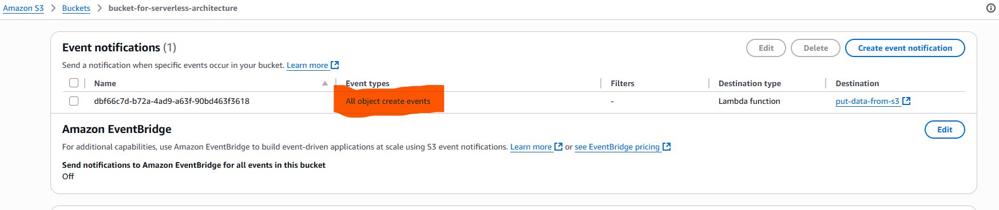 Amazon S3 > Buckets > bucket-for-serverless-architecture
Event notifications (1) Edit Delete Create event notification
Send a notification when specific events occur in your bucket. Learn more
Name Event types Filters Destination type Destination
dbf66c7d-b72a-4ad9-a63f-90bd463f3618 All object create events - Lambda function put-data-from-s3
Amazon EventBridge Edit
For additional capabilities, use Amazon EventBridge to build event-driven applications at scale using S3 event notifications. Learn more or see EventBridge pricing
Send notifications to Amazon EventBridge for all events in this bucket
Off